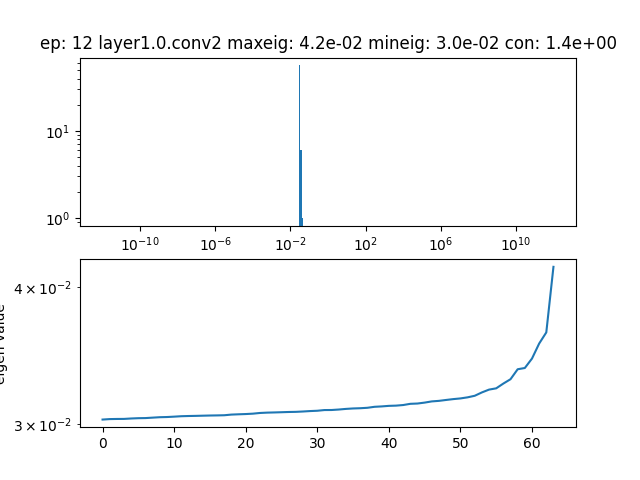 ep: 12 layer1.0.conv2 maxeig: 4.2e-02 mineig: 3.0e-02 con: 1.4e+00
10¹
10⁰
10⁻¹⁰ 10⁻⁶ 10⁻² 10² 10⁶ 10¹⁰
4 × 10⁻²
eigen value
3 × 10⁻²
0 10 20 30 40 50 60